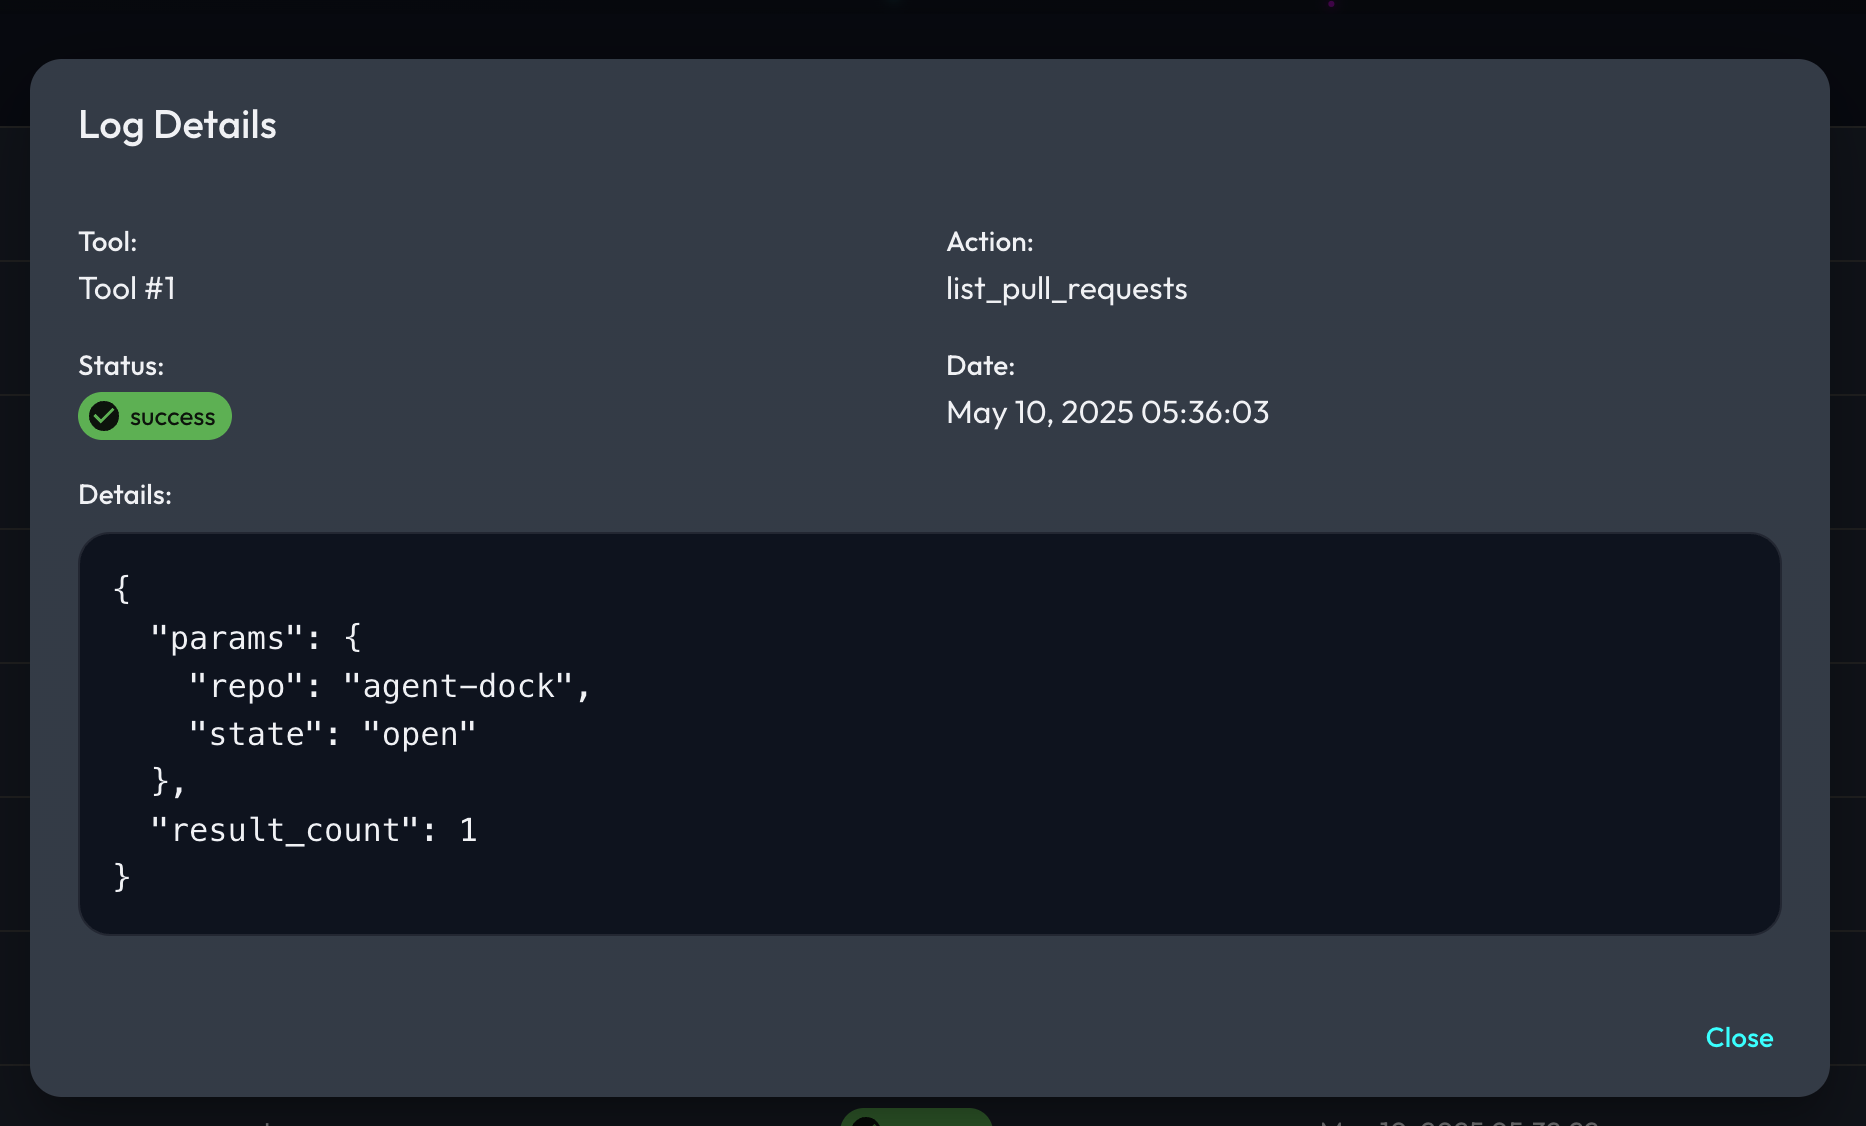 Log Details
Tool:
Tool #1
Action:
list_pull_requests
Status:
success
Date:
May 10, 2025 05:36:03
Details:
{
  "params": {
    "repo": "agent-dock",
    "state": "open"
  },
  "result_count": 1
}
Close